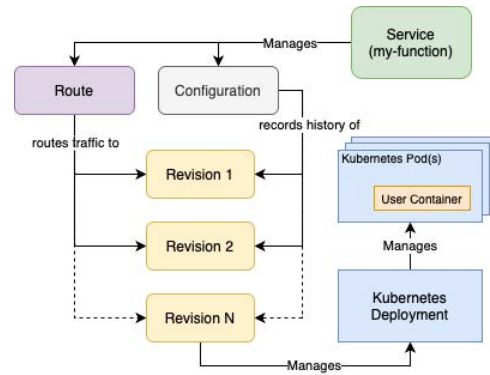 Service
(my-function)
Manages
Route
Configuration
routes traffic to
records history of
Revision 1
Kubernetes Pod(s)
User Container
Revision 2
Manages
Revision N
Kubernetes
Deployment
Manages